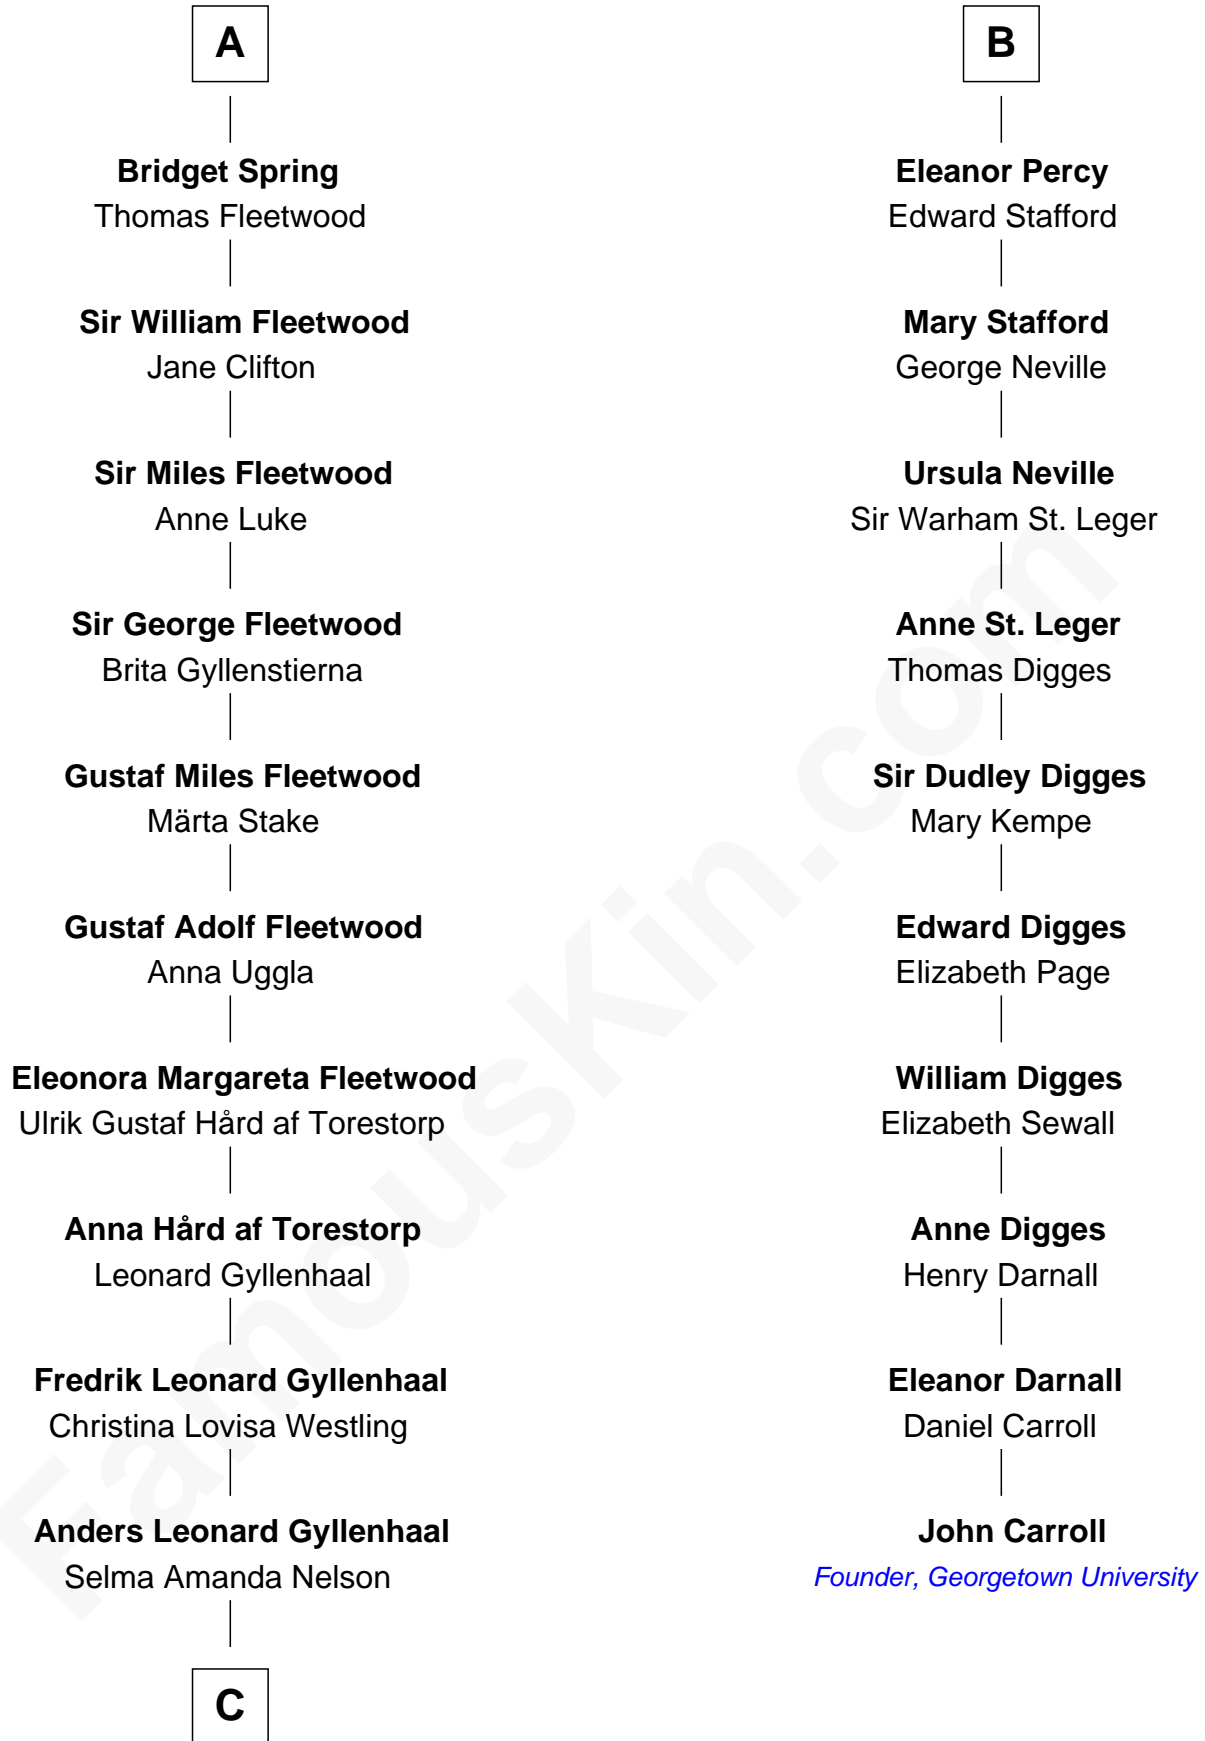 A
Bridget Spring
Thomas Fleetwood
Sir William Fleetwood
Jane Clifton
Sir Miles Fleetwood
Anne Luke
Sir George Fleetwood
Brita Gyllenstierna
Gustaf Miles Fleetwood
Märta Stake
Gustaf Adolf Fleetwood
Anna Uggla
Eleonora Margareta Fleetwood
Ulrik Gustaf Hård af Torestorp
Anna Hård af Torestorp
Leonard Gyllenhaal
Fredrik Leonard Gyllenhaal
Christina Lovisa Westling
Anders Leonard Gyllenhaal
Selma Amanda Nelson
C
B
Eleanor Percy
Edward Stafford
Mary Stafford
George Neville
Ursula Neville
Sir Warham St. Leger
Anne St. Leger
Thomas Digges
Sir Dudley Digges
Mary Kempe
Edward Digges
Elizabeth Page
William Digges
Elizabeth Sewall
Anne Digges
Henry Darnall
Eleanor Darnall
Daniel Carroll
John Carroll
Founder, Georgetown University
FamousKin.com